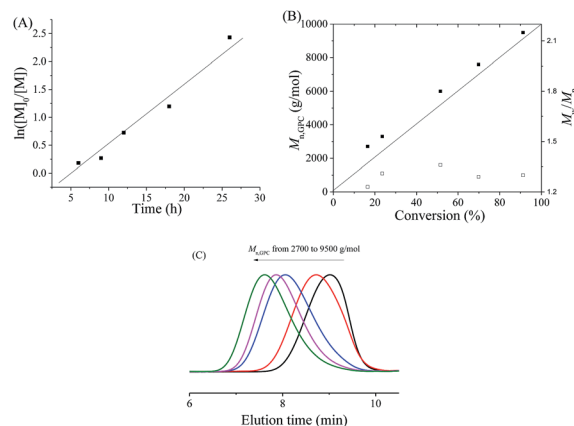 (A)
2.5
2.0
1.5
1.0
0.5
0.0
ln([M]0/[M])
5 10 15 20 25 30
Time (h)
(B)
10000
8000
6000
4000
2000
0
Mn,GPC (g/mol)
2.1
1.8
1.5
1.2
Mw/Mn
0 20 40 60 80 100
Conversion (%)
(C)
Mn,GPC from 2700 to 9500 g/mol
6 8 10
Elution time (min)